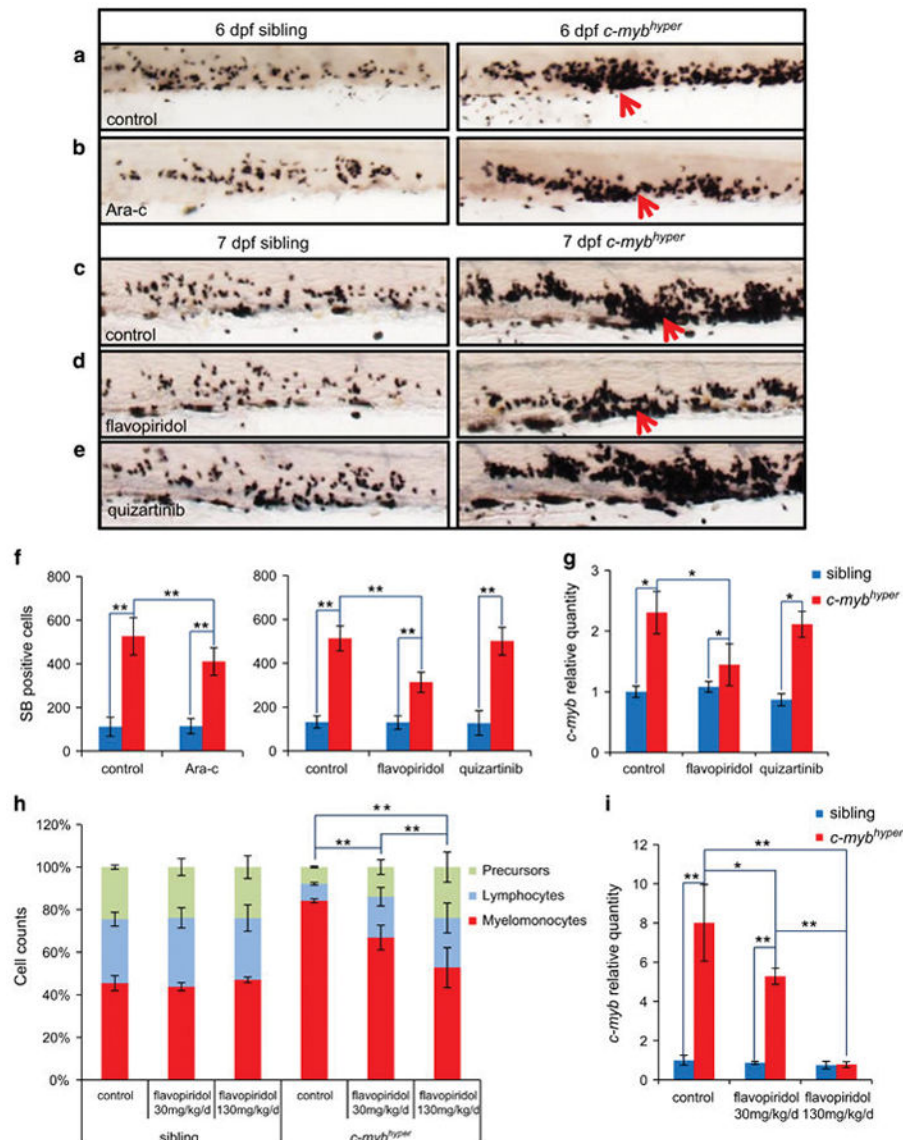 6 dpf sibling
6 dpf c-myb^hyper
a
control
b
Ara-c
7 dpf sibling
7 dpf c-myb^hyper
c
control
d
flavopiridol
e
quizartinib
f
800
600
400
200
0
SB positive cells
**
**
**
control
Ara-c
800
600
400
200
0
**
**
**
**
control
flavopiridol
quizartinib
g
sibling
c-myb^hyper
3
2
1
0
c-myb relative quantity
*
*
*
*
control
flavopiridol
quizartinib
h
120%
100%
80%
60%
40%
20%
0%
Cell counts
**
**
**
Precursors
Lymphocytes
Myelomonocytes
control
flavopiridol 30mg/kg/d
flavopiridol 130mg/kg/d
control
flavopiridol 30mg/kg/d
flavopiridol 130mg/kg/d
sibling
c-myb^hyper
i
sibling
c-myb^hyper
12
10
8
6
4
2
0
c-myb relative quantity
**
**
*
**
**
control
flavopiridol 30mg/kg/d
flavopiridol 130mg/kg/d